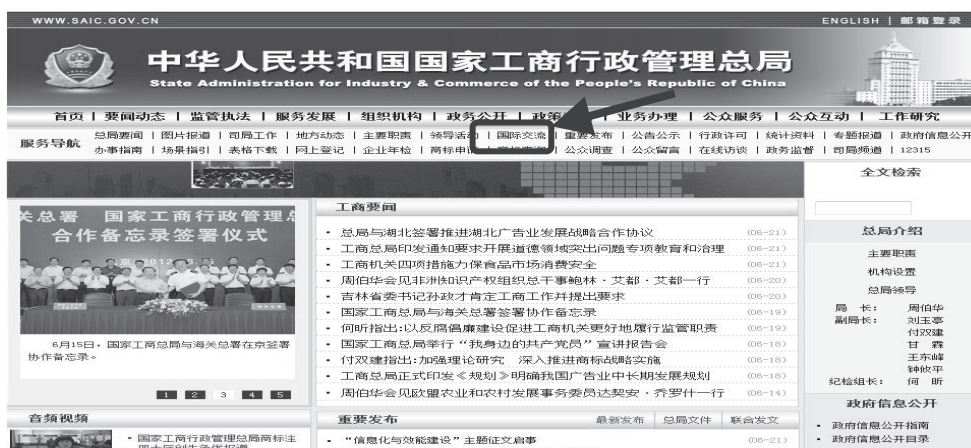 WWW.SAIC.GOV.CN
ENGLISH | 邮箱登录
中华人民共和国国家工商行政管理总局
State Administration for Industry & Commerce of the People's Republic of China
首页 | 要闻动态 | 监管执法 | 服务发展 | 组织机构 | 政务公开 | 政策 业务办理 | 公众服务 | 公众互动 | 工作研究
服务导航
总局要闻 | 图片报道 | 司局工作 | 地方动态 | 主要职责 | 领导活动 | 国际交流 | 重要发布 | 公告公示 | 行政许可 | 统计资料 | 专题报道 | 政府信息公开
办事指南 | 场景指引 | 表格下载 | 网上登记 | 企业年检 | 商标申请 | 商标查询 | 公众调查 | 公众留言 | 在线访谈 | 政务监督 | 司局频道 | 12315
关总署 国家工商行政管理总
合作备忘录签署仪式
6月15日,国家工商总局与海关总署在京签署
协作备忘录。
1 2 3 4 5
工商要闻
· 总局与湖北签署推进湖北广告业发展战略合作协议 (06-21)
· 工商总局印发通知要求开展道德领域突出问题专项教育和治理 (06-21)
· 工商机关四项措施力保食品市场消费安全 (06-21)
· 周伯华会见非洲知识产权组织总干事鲍林·艾都·艾都一行 (06-20)
· 吉林省委书记孙政才肯定工商工作并提出要求 (06-20)
· 国家工商总局与海关总署签署协作备忘录 (06-19)
· 何昕指出:以反腐倡廉建设促进工商机关更好地履行监管职责 (06-19)
· 国家工商总局举行“我身边的共产党员”宣讲报告会 (06-18)
· 付双建指出:加强理论研究 深入推进商标战略实施 (06-18)
· 工商总局正式印发《规划》明确我国广告业中长期发展规划 (06-18)
· 周伯华会见欧盟农业和农村发展事务委员达契安·乔罗什一行 (06-14)
全文检索
总局介绍
主要职责
机构设置
总局领导
局 长: 周伯华
副局长: 刘玉亭
付双建
甘 霖
王东峰
钟攸平
纪检组长: 何 昕
政府信息公开
· 政府信息公开指南
· 政府信息公开目录
音频视频
· 国家工商行政管理总局商标注
重要发布
最新发布 | 总局文件 | 联合发文
· “信息化与效能建设”主题征文启事 (06-21)